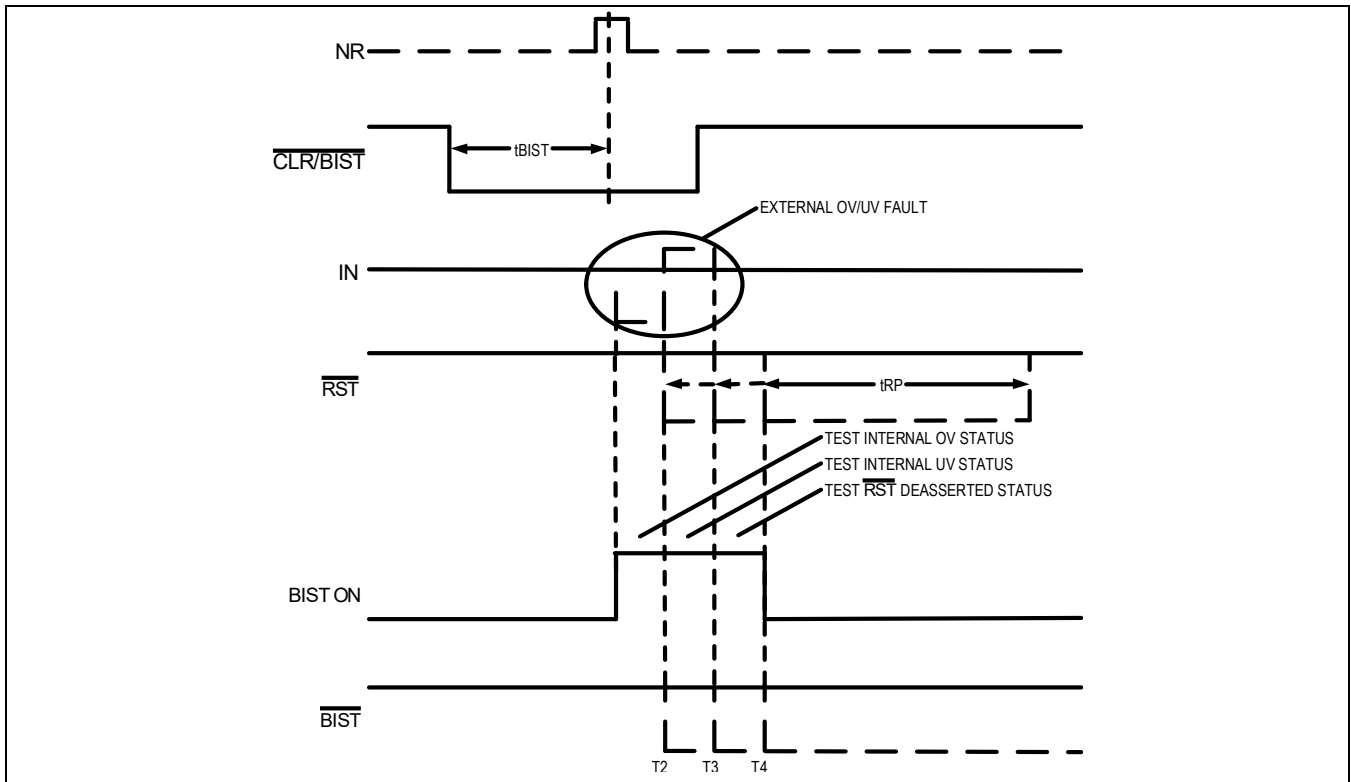 NR
CLR/BIST
tBIST
EXTERNAL OV/UV FAULT
IN
RST
tRP
TEST INTERNAL OV STATUS
TEST INTERNAL UV STATUS
TEST RST DEASSERTED STATUS
BIST ON
BIST
T2 T3 T4